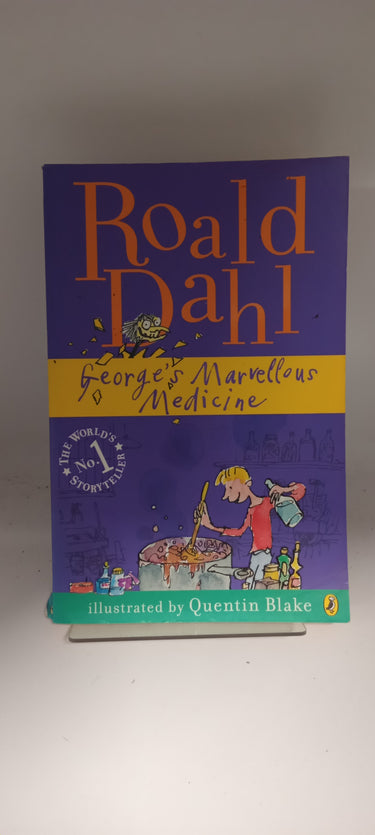 Roald
Dahl
George's Marvellous
Medicine
THE WORLD'S
No. 1
STORYTELLER
illustrated by Quentin Blake